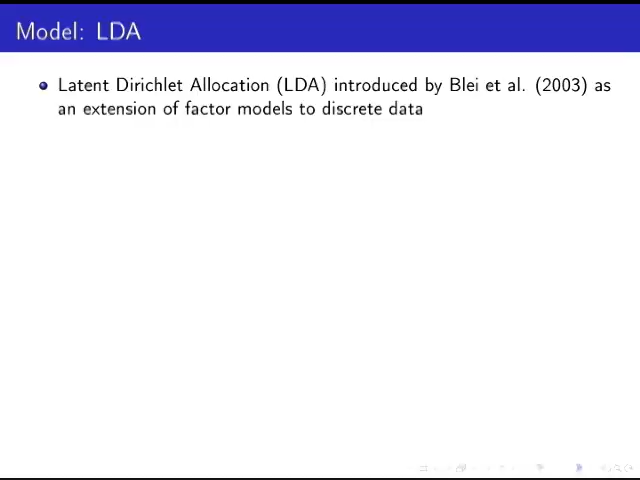 Model: LDA
Latent Dirichlet Allocation (LDA) introduced by Blei et al. (2003) as
an extension of factor models to discrete data